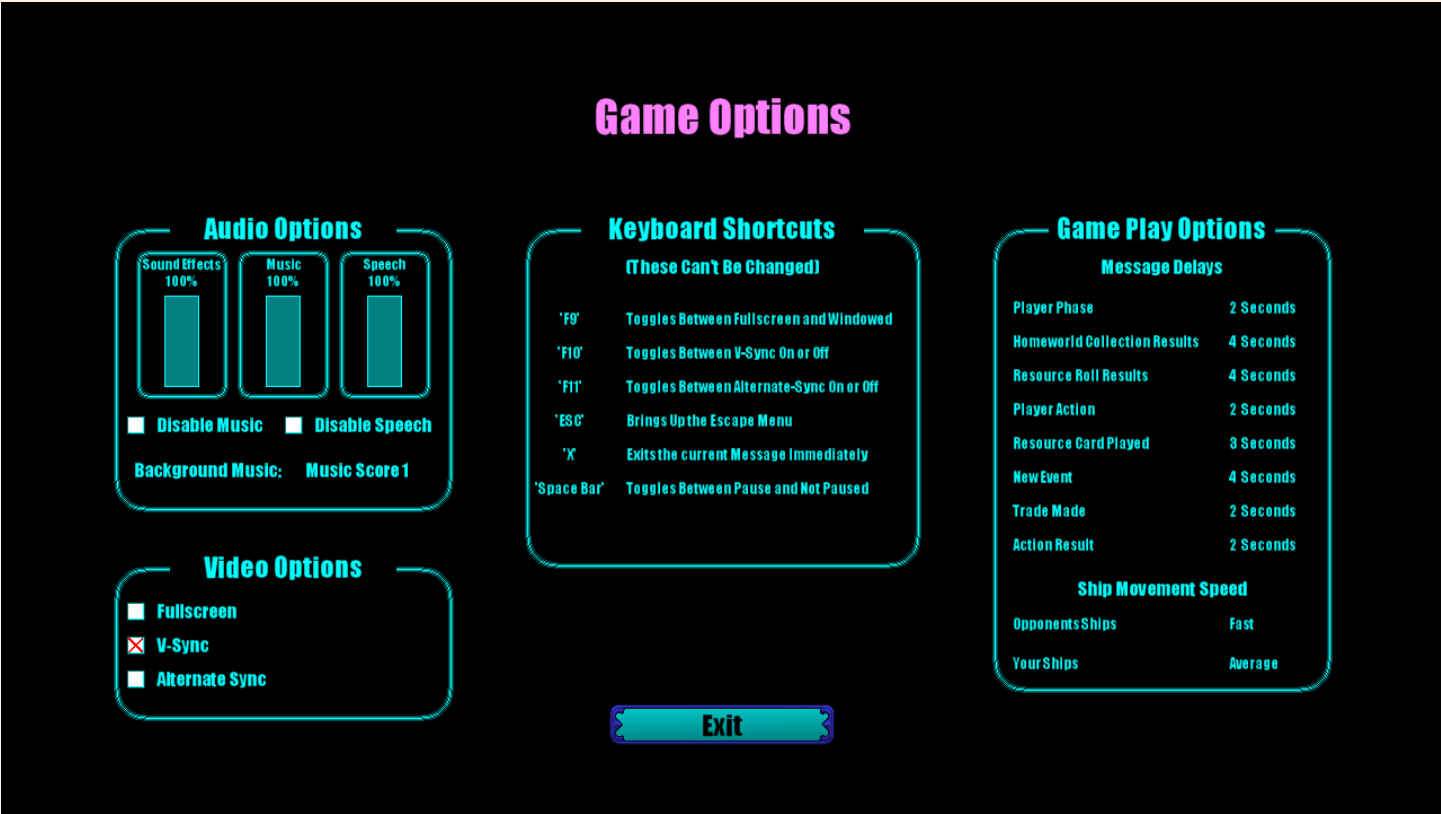 Game Options
Audio Options
Sound Effects
100%
Music
100%
Speech
100%
Disable Music
Disable Speech
Background Music: Music Score 1
Video Options
Fullscreen
V-Sync
Alternate Sync
Keyboard Shortcuts
(These Can't Be Changed)
'F9' Toggles Between Fullscreen and Windowed
'F10' Toggles Between V-Sync On or Off
'F11' Toggles Between Alternate-Sync On or Off
'ESC' Brings Up the Escape Menu
'X' Exits the current Message Immediately
'Space Bar' Toggles Between Pause and Not Paused
Game Play Options
Message Delays
Player Phase 2 Seconds
Homeworld Collection Results 4 Seconds
Resource Roll Results 4 Seconds
Player Action 2 Seconds
Resource Card Played 3 Seconds
New Event 4 Seconds
Trade Made 2 Seconds
Action Result 2 Seconds
Ship Movement Speed
Opponents Ships Fast
Your Ships Average
Exit